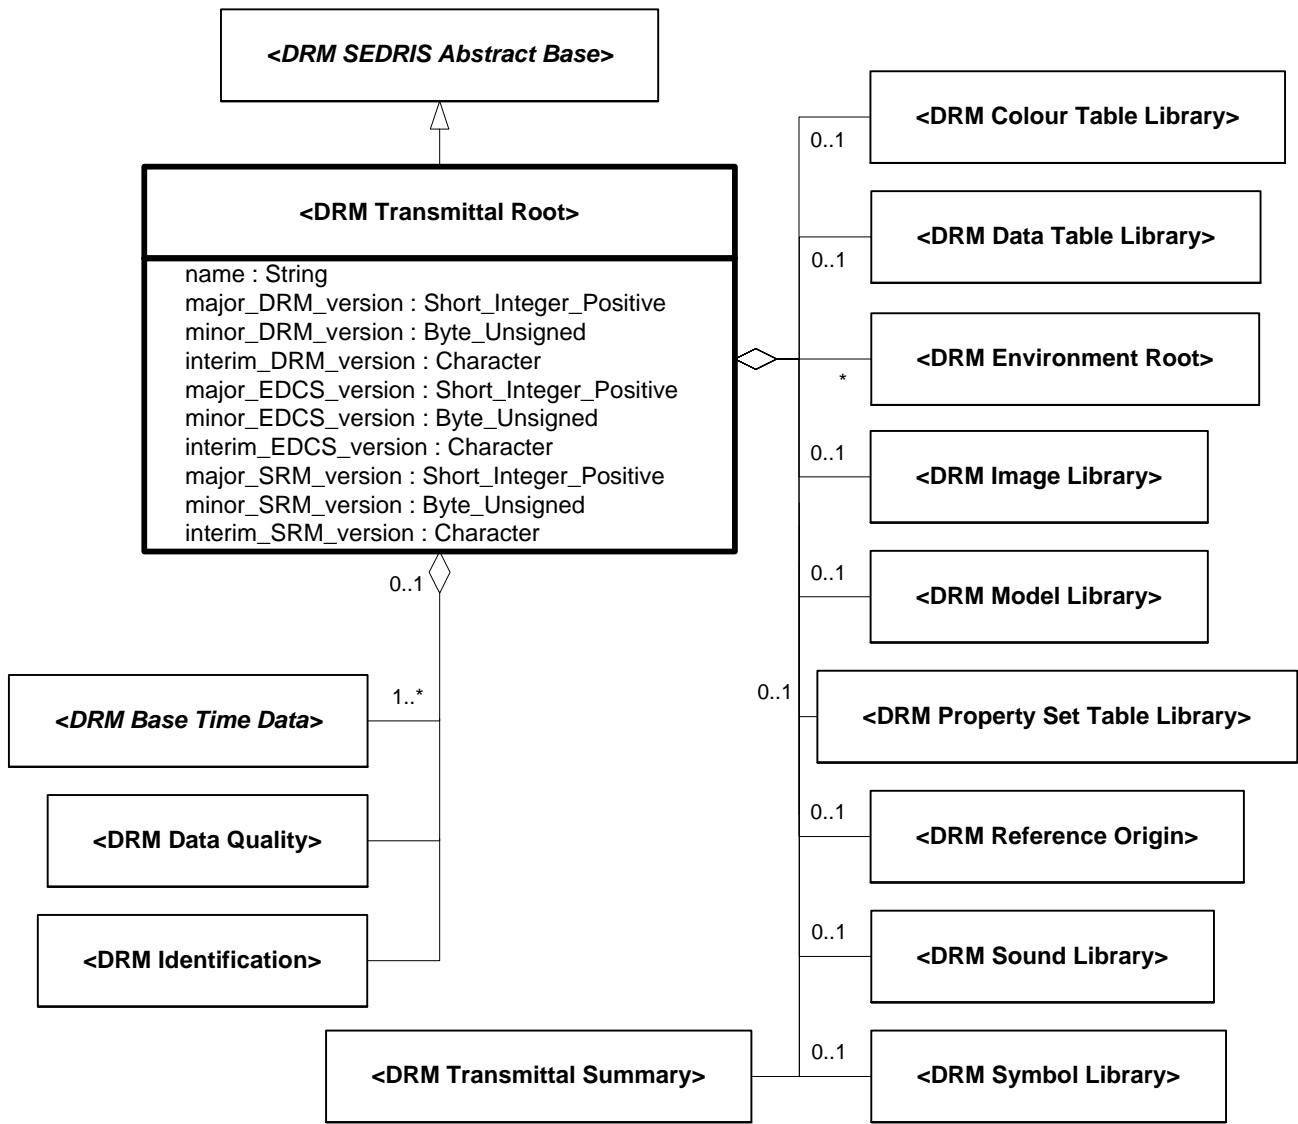 <DRM SEDRIS Abstract Base>
<DRM Transmittal Root>
name : String
major_DRM_version : Short_Integer_Positive
minor_DRM_version : Byte_Unsigned
interim_DRM_version : Character
major_EDCS_version : Short_Integer_Positive
minor_EDCS_version : Byte_Unsigned
interim_EDCS_version : Character
major_SRM_version : Short_Integer_Positive
minor_SRM_version : Byte_Unsigned
interim_SRM_version : Character
0..1
1..*
<DRM Base Time Data>
<DRM Data Quality>
<DRM Identification>
<DRM Transmittal Summary>
0..1
<DRM Colour Table Library>
0..1
<DRM Data Table Library>
*
<DRM Environment Root>
0..1
<DRM Image Library>
0..1
<DRM Model Library>
0..1
<DRM Property Set Table Library>
0..1
<DRM Reference Origin>
0..1
<DRM Sound Library>
0..1
<DRM Symbol Library>